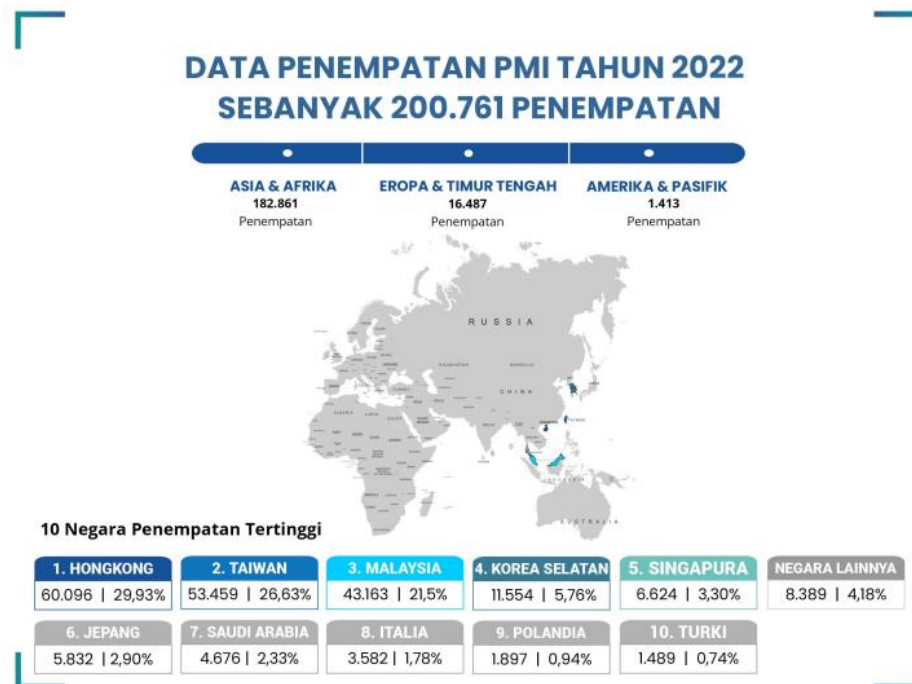 DATA PENEMPATAN PMI TAHUN 2022
SEBANYAK 200.761 PENEMPATAN
ASIA & AFRIKA
182.861
Penempatan
EROPA & TIMUR TENGAH
16.487
Penempatan
AMERIKA & PASIFIK
1.413
Penempatan
RUSSIA
CHINA
AUSTRALIA
10 Negara Penempatan Tertinggi
1. HONGKONG
60.096 | 29,93%
2. TAIWAN
53.459 | 26,63%
3. MALAYSIA
43.163 | 21,5%
4. KOREA SELATAN
11.554 | 5,76%
5. SINGAPURA
6.624 | 3,30%
NEGARA LAINNYA
8.389 | 4,18%
6. JEPANG
5.832 | 2,90%
7. SAUDI ARABIA
4.676 | 2,33%
8. ITALIA
3.582 | 1,78%
9. POLANDIA
1.897 | 0,94%
10. TURKI
1.489 | 0,74%